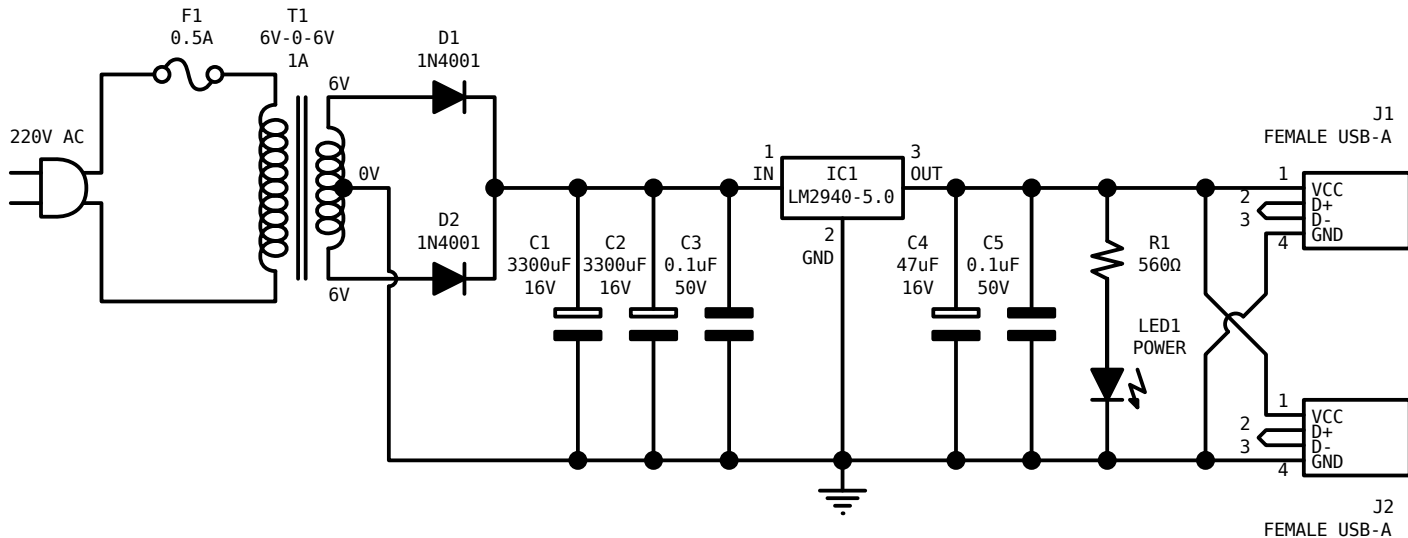 F1
0.5A
T1
6V-0-6V
1A
D1
1N4001
6V
220V AC
0V
D2
1N4001
6V
C1
3300uF
16V
C2
3300uF
16V
C3
0.1uF
50V
1
IN
IC1
LM2940-5.0
3
OUT
2
GND
C4
47uF
16V
C5
0.1uF
50V
R1
560Ω
LED1
POWER
J1
FEMALE USB-A
1
2
3
4
VCC
D+
D-
GND
1
2
3
4
VCC
D+
D-
GND
J2
FEMALE USB-A